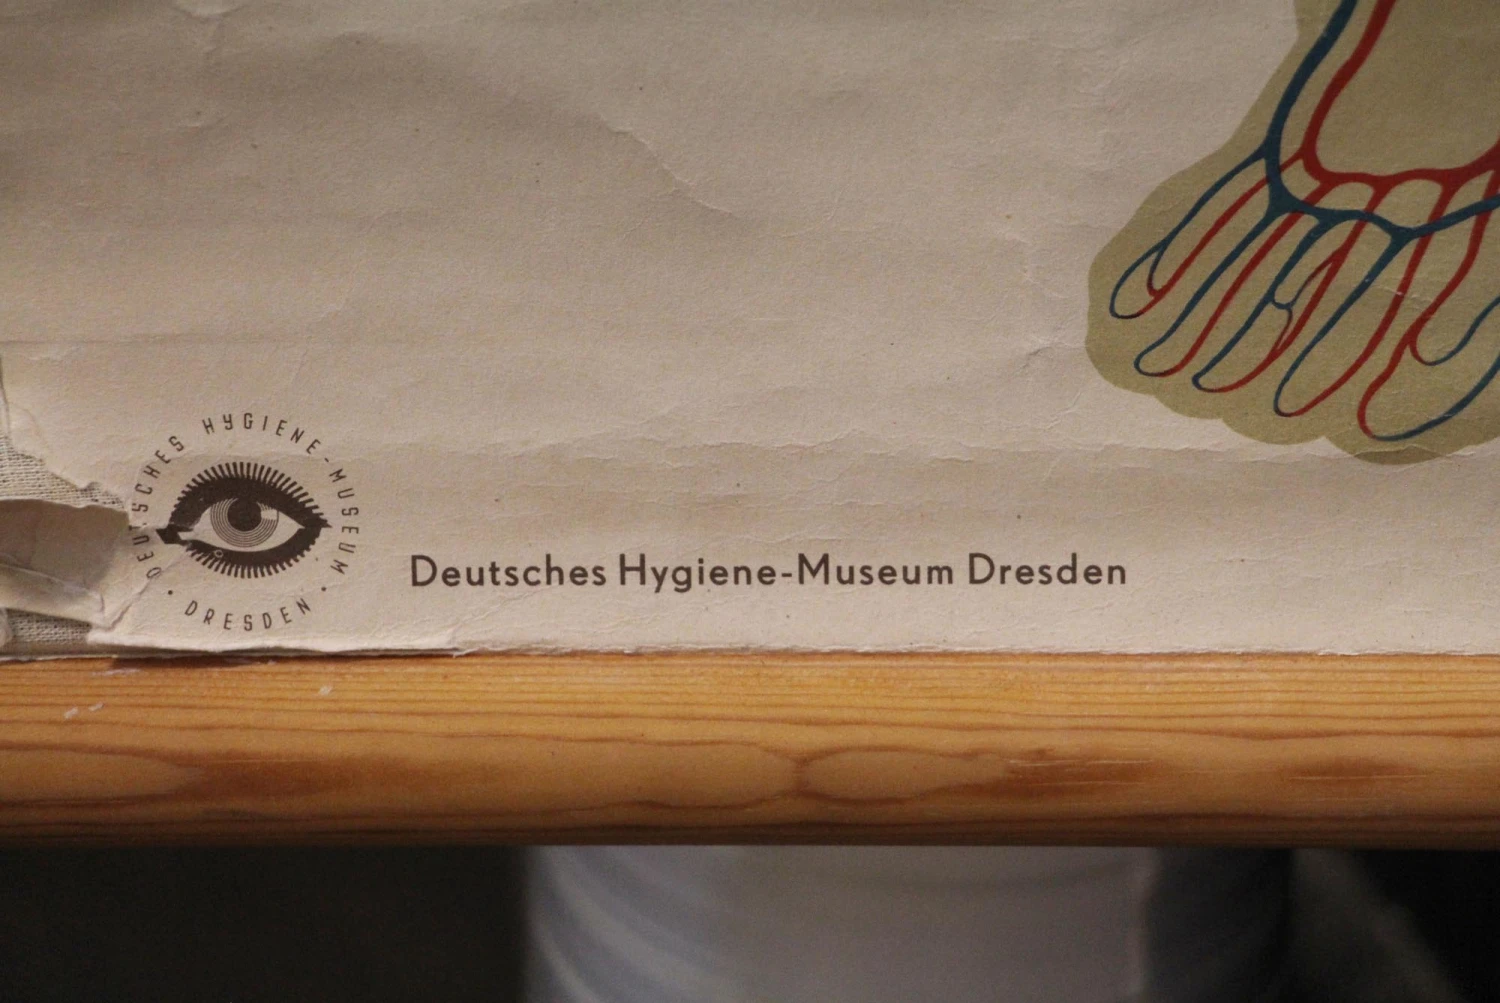 DEUTSCHES HYGIENE-MUSEUM
• DRESDEN •
Deutsches Hygiene-Museum Dresden